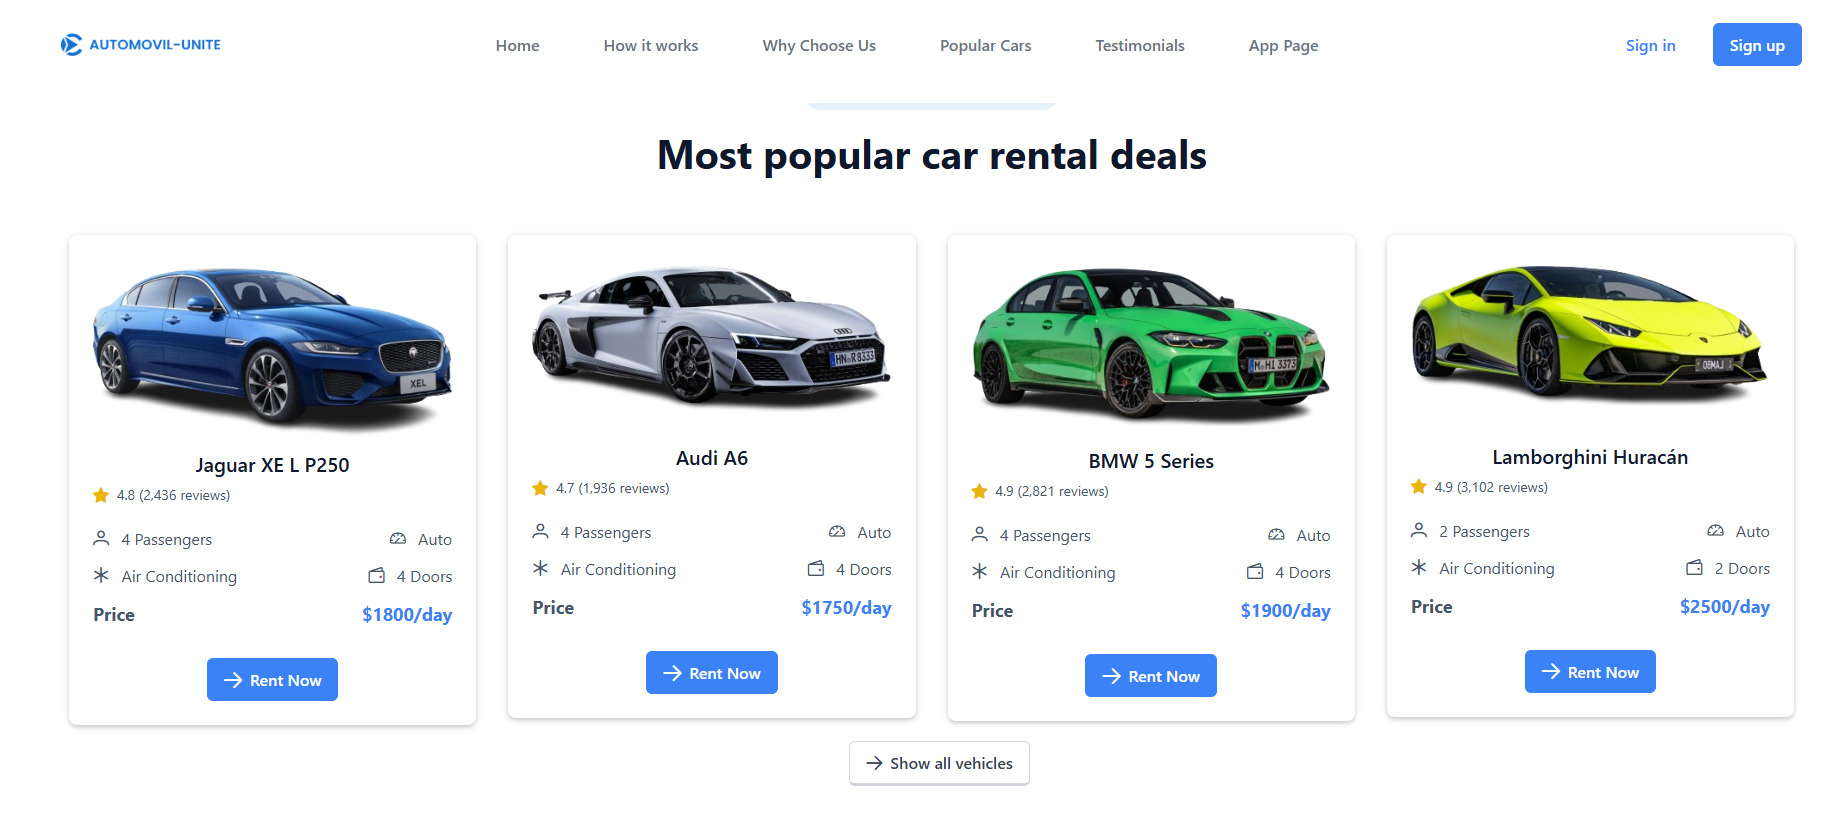 AUTOMOVIL-UNITE
Home How it works Why Choose Us Popular Cars Testimonials App Page Sign in Sign up
Most popular car rental deals
XEL
Jaguar XE L P250
4.8 (2,436 reviews)
4 Passengers Auto
Air Conditioning 4 Doors
Price $1800/day
Rent Now
HN R8333
Audi A6
4.7 (1,936 reviews)
4 Passengers Auto
Air Conditioning 4 Doors
Price $1750/day
Rent Now
M HI 3373
BMW 5 Series
4.9 (2,821 reviews)
4 Passengers Auto
Air Conditioning 4 Doors
Price $1900/day
Rent Now
Lamborghini Huracán
4.9 (3,102 reviews)
2 Passengers Auto
Air Conditioning 2 Doors
Price $2500/day
Rent Now
Show all vehicles